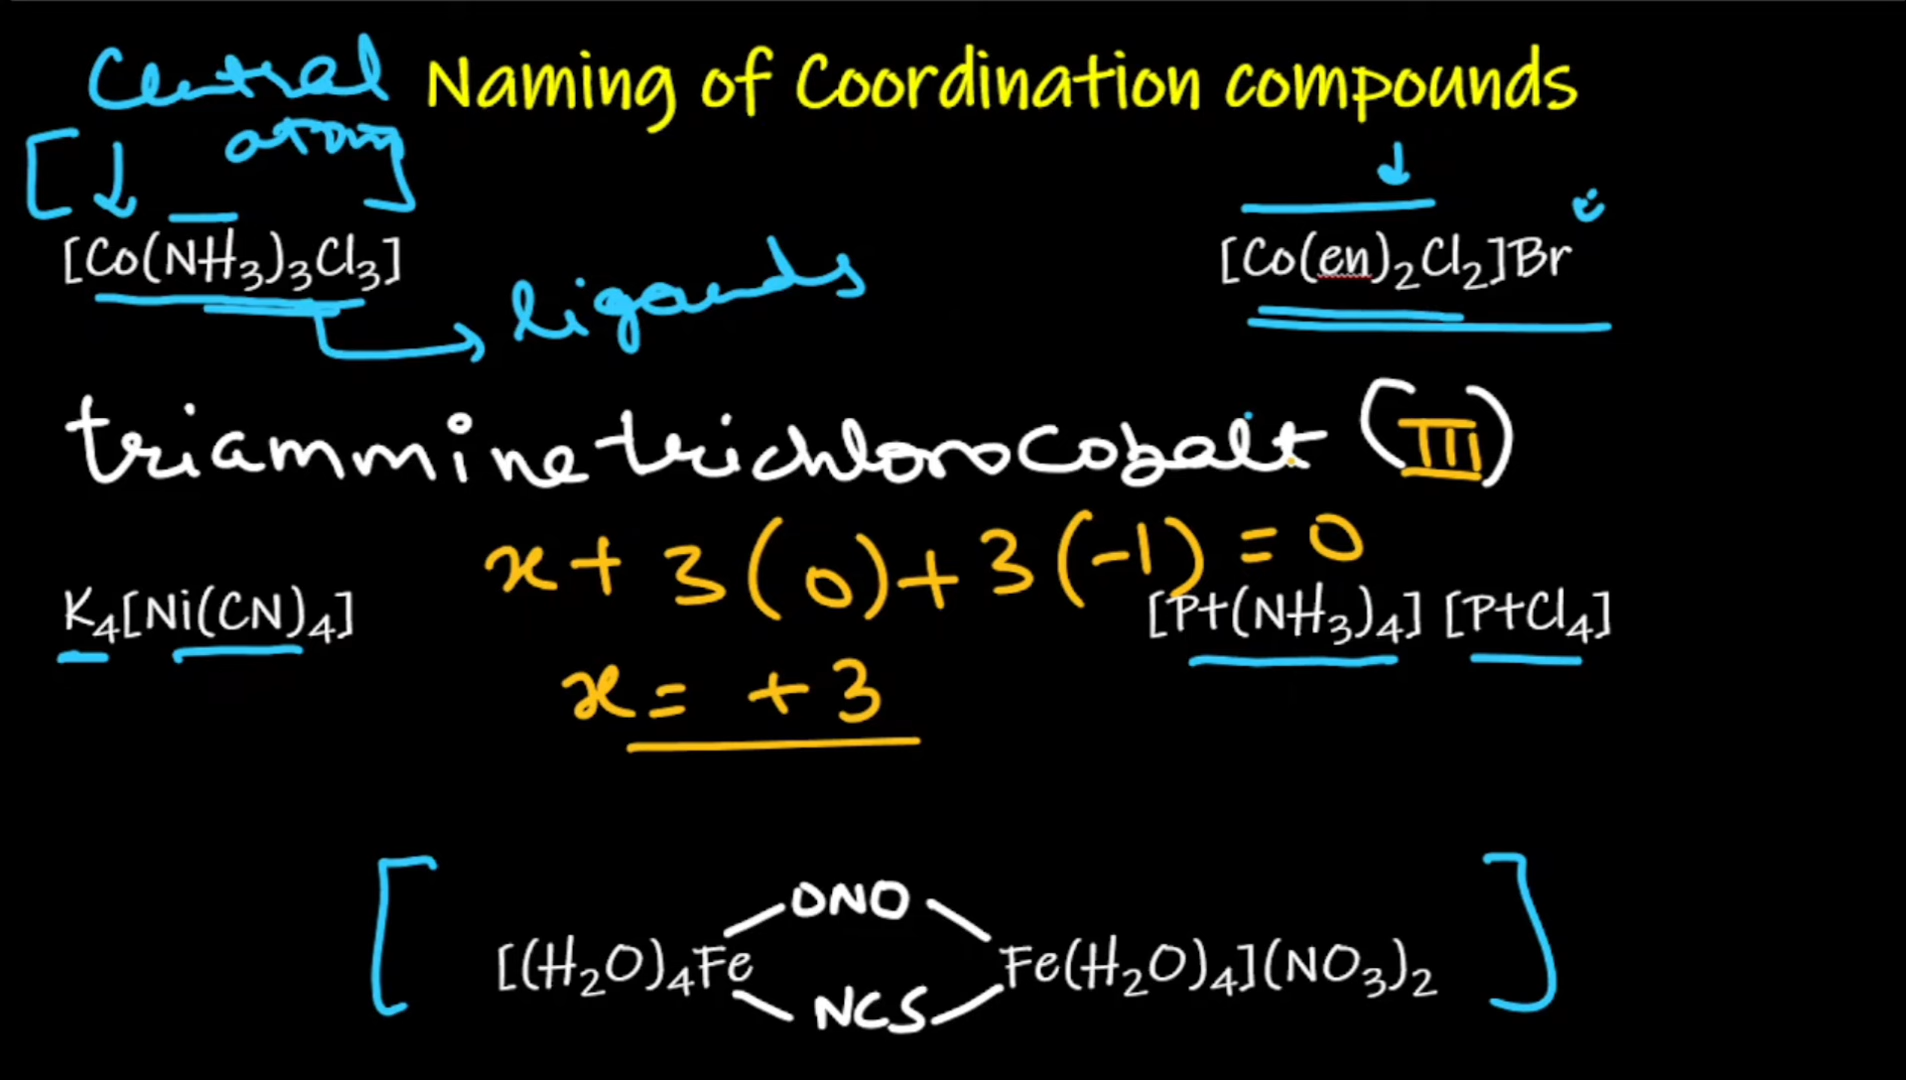 Central Naming of Coordination compounds
[ atom ]
[Co(NH₃)₃Cl₃] [Co(en)₂Cl₂]Br
ligands
triamminetrichlorocobalt (III)
x + 3(0) + 3(-1) = 0
K₄[Ni(CN)₄] [Pt(NH₃)₄] [PtCl₄]
x = +3
ONO
[ [(H₂O)₄Fe Fe(H₂O)₄](NO₃)₂ ]
NCS